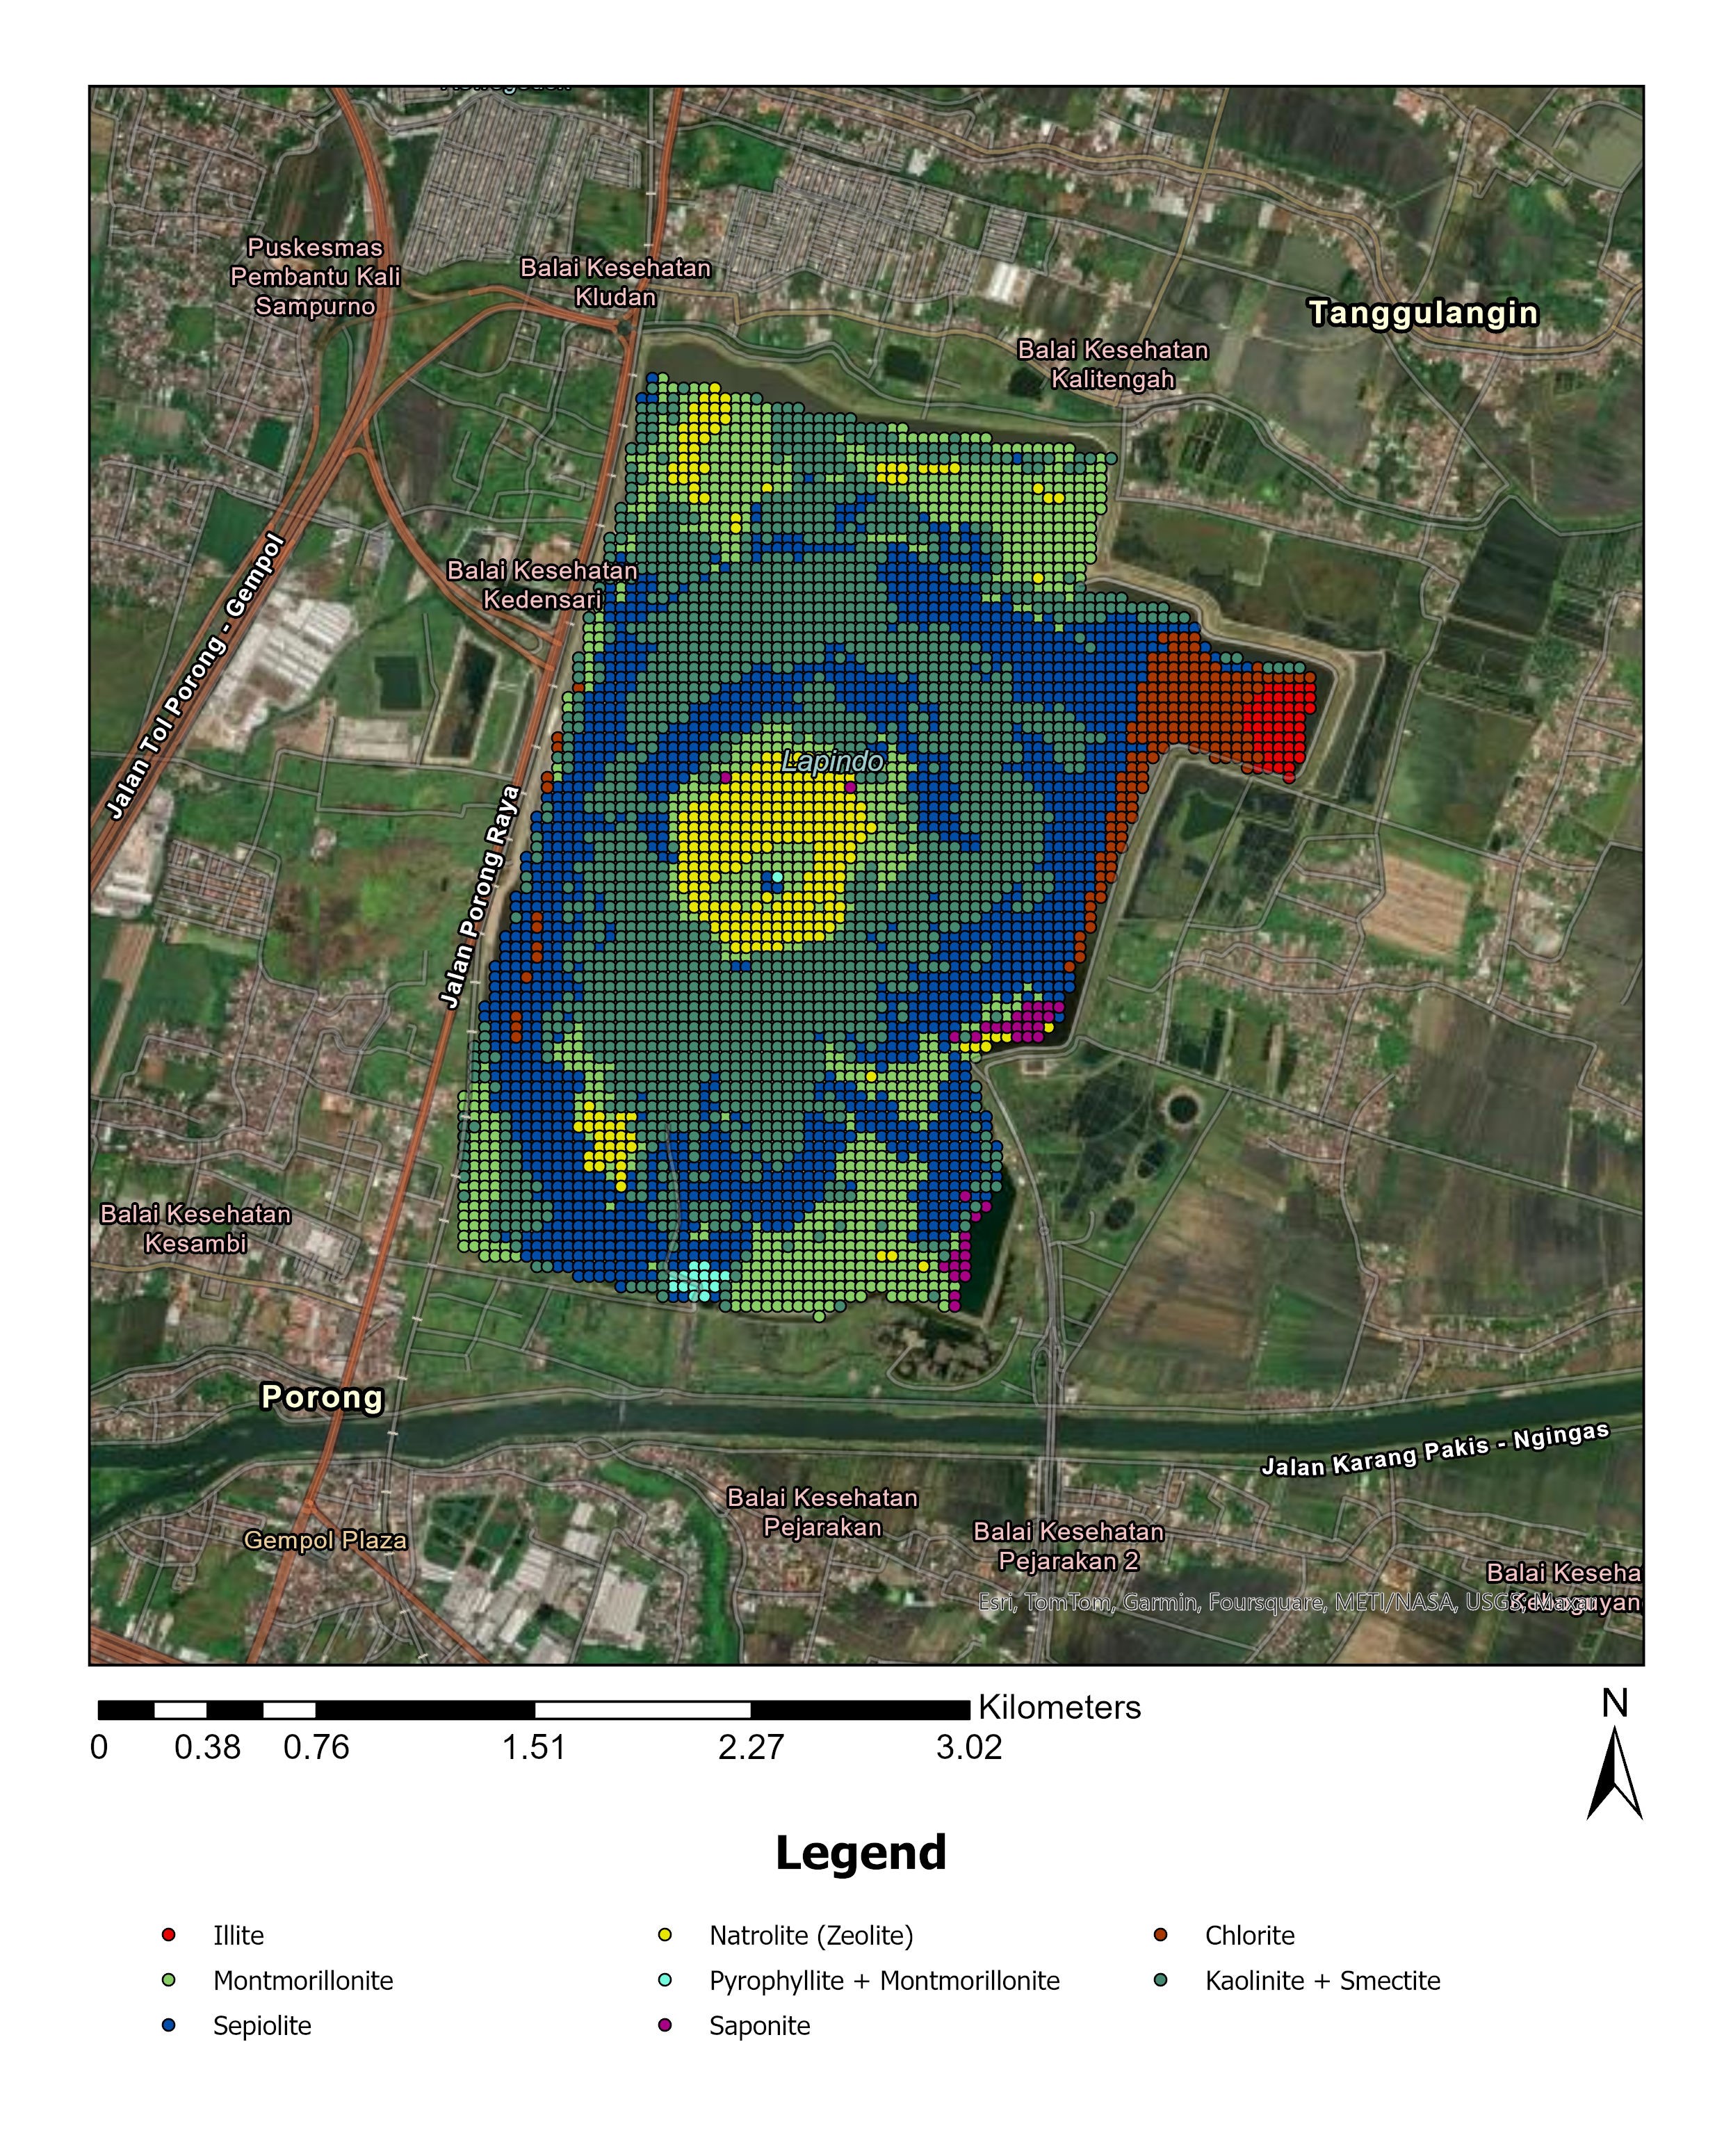 Puskesmas
Pembantu Kali
Sampurno
Balai Kesehatan
Kludan
Tanggulangin
Balai Kesehatan
Kalitengah
Balai Kesehatan
Kedensari
Jalan Tol Porong - Gempol
Lapindo
Jalan Porong Raya
Balai Kesehatan
Kesambi
Porong
Jalan Karang Pakis - Ngingas
Balai Kesehatan
Pejarakan
Gempol Plaza
Balai Kesehatan
Pejarakan 2
Balai Keseha
Esri, TomTom, Garmin, Foursquare, METI/NASA, USGS, Maxar
Kilometers
0 0.38 0.76 1.51 2.27 3.02
N
Legend
Illite
Montmorillonite
Sepiolite
Natrolite (Zeolite)
Pyrophyllite + Montmorillonite
Saponite
Chlorite
Kaolinite + Smectite